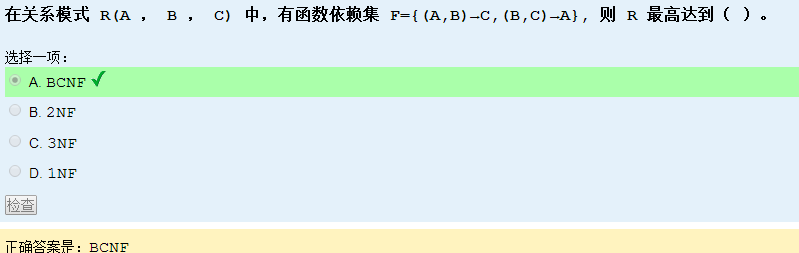 在关系模式 R(A ， B ， C) 中，有函数依赖集 F={(A,B)→C,(B,C)→A}, 则 R 最高达到（ ）。
选择一项：
A. BCNF ✓
B. 2NF
C. 3NF
D. 1NF
检查
正确答案是：BCNF